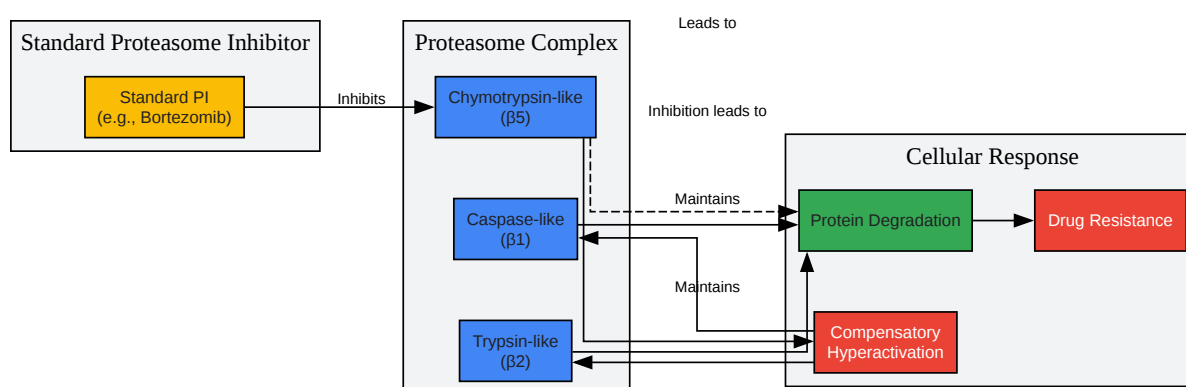 Leads to
Standard Proteasome Inhibitor
Proteasome Complex
Standard PI
(e.g., Bortezomib)
Inhibits
Chymotrypsin-like
(β5)
Inhibition leads to
Cellular Response
Caspase-like
(β1)
Maintains
Protein Degradation
Drug Resistance
Maintains
Trypsin-like
(β2)
Compensatory
Hyperactivation